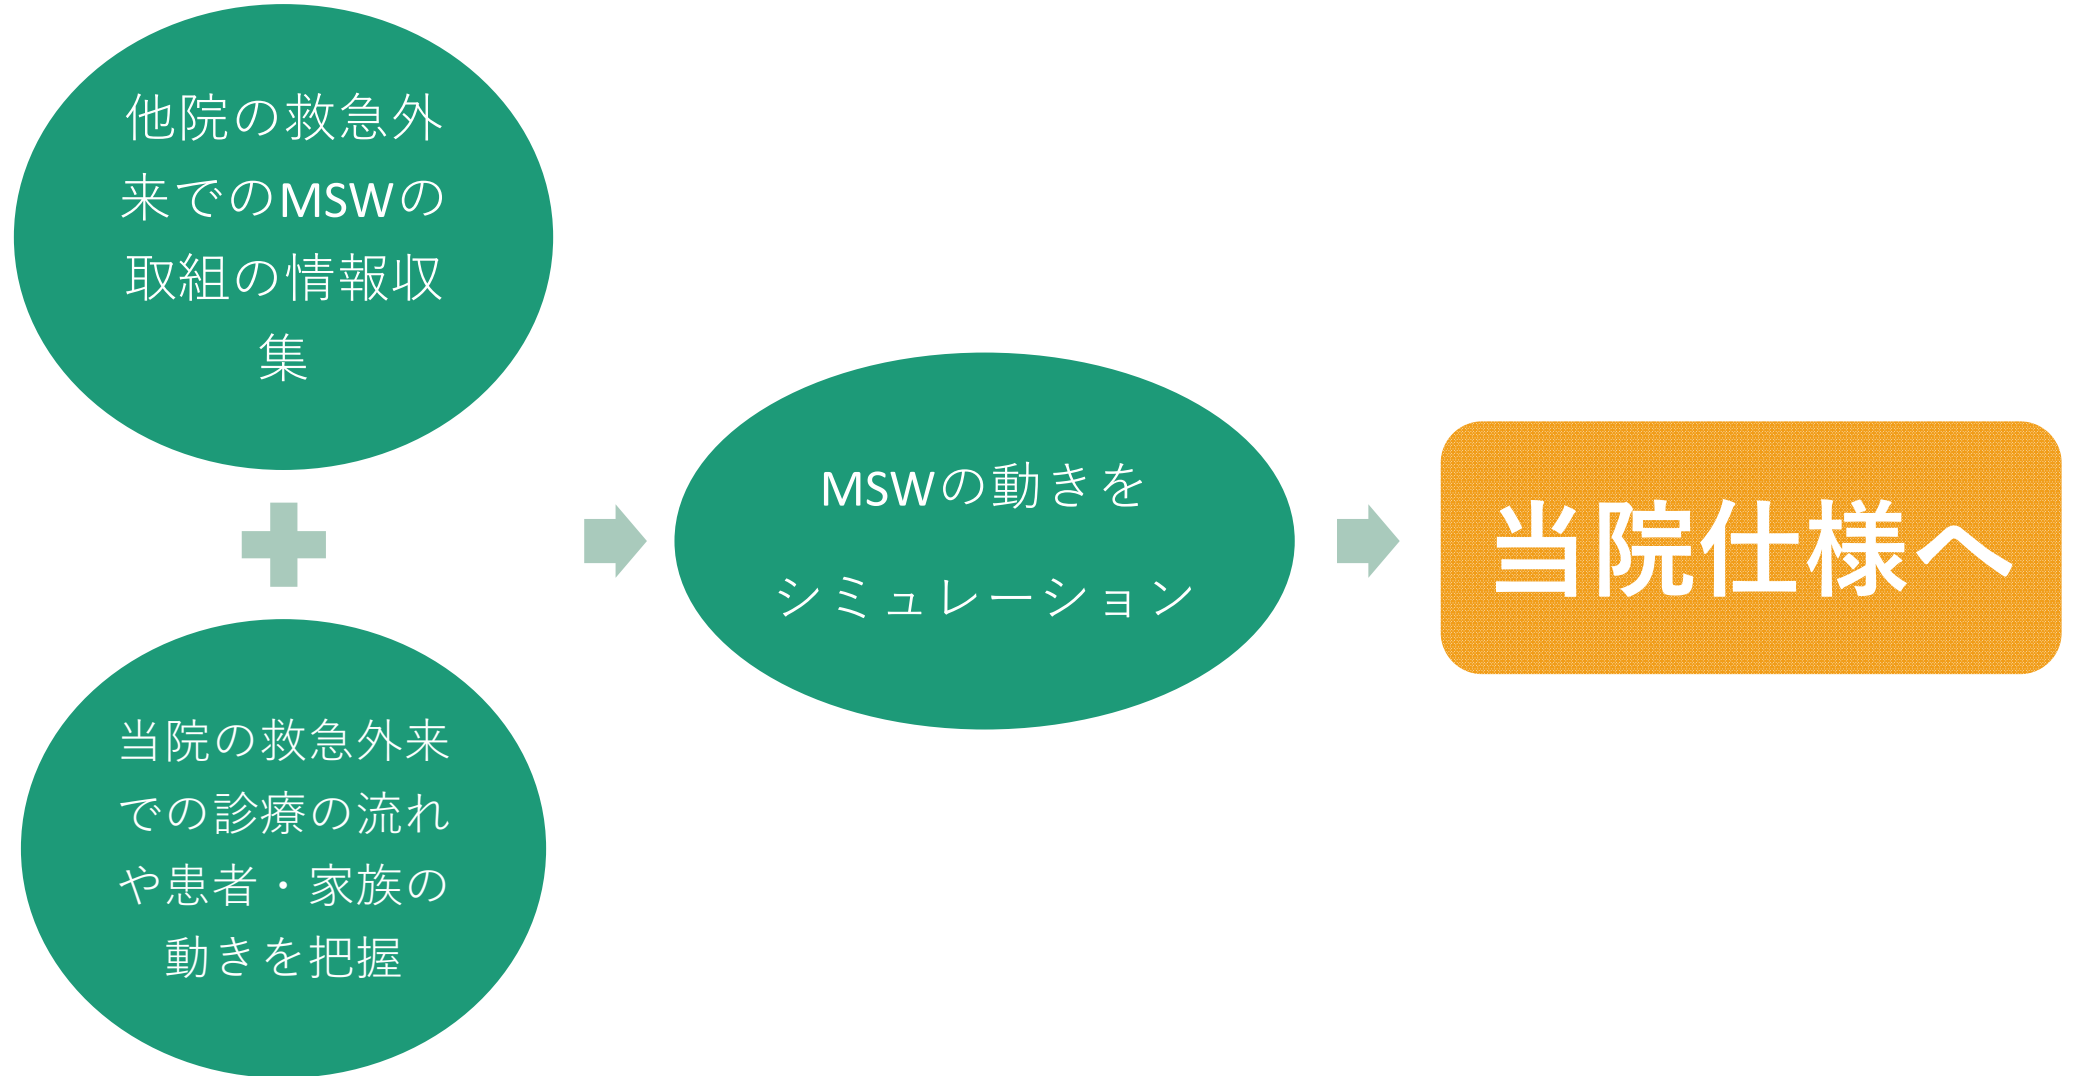 他院の救急外
来でのMSWの
取組の情報収
集
当院の救急外来
での診療の流れ
や患者・家族の
動きを把握
MSWの動きを
シミュレーション
当院仕様へ